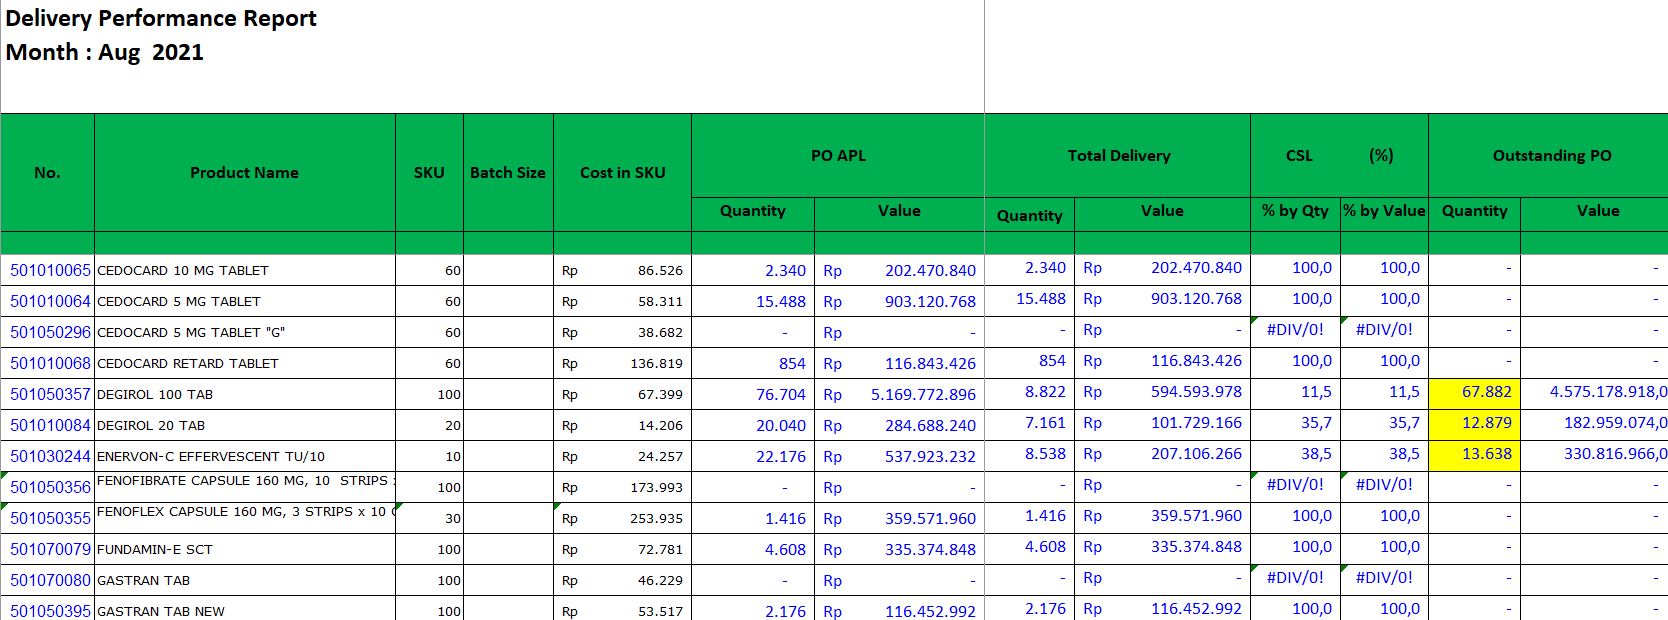 Delivery Performance Report
Month : Aug  2021
No. Product Name SKU Batch Size Cost in SKU PO APL Total Delivery CSL (%) Outstanding PO
Quantity Value Quantity Value % by Qty % by Value Quantity Value
501010065 CEDOCARD 10 MG TABLET 60 Rp 86.526 2.340 Rp 202.470.840 2.340 Rp 202.470.840 100,0 100,0 - -
501010064 CEDOCARD 5 MG TABLET 60 Rp 58.311 15.488 Rp 903.120.768 15.488 Rp 903.120.768 100,0 100,0 - -
501050296 CEDOCARD 5 MG TABLET "G" 60 Rp 38.682 - Rp - - Rp - #DIV/0! #DIV/0! - -
501010068 CEDOCARD RETARD TABLET 60 Rp 136.819 854 Rp 116.843.426 854 Rp 116.843.426 100,0 100,0 - -
501050357 DEGIROL 100 TAB 100 Rp 67.399 76.704 Rp 5.169.772.896 8.822 Rp 594.593.978 11,5 11,5 67.882 4.575.178.918,0
501010084 DEGIROL 20 TAB 20 Rp 14.206 20.040 Rp 284.688.240 7.161 Rp 101.729.166 35,7 35,7 12.879 182.959.074,0
501030244 ENERVON-C EFFERVESCENT TU/10 10 Rp 24.257 22.176 Rp 537.923.232 8.538 Rp 207.106.266 38,5 38,5 13.638 330.816.966,0
501050356 FENOFIBRATE CAPSULE 160 MG, 10  STRIPS 100 Rp 173.993 - Rp - - Rp - #DIV/0! #DIV/0! - -
501050355 FENOFLEX CAPSULE 160 MG, 3 STRIPS x 10 30 Rp 253.935 1.416 Rp 359.571.960 1.416 Rp 359.571.960 100,0 100,0 - -
501070079 FUNDAMIN-E SCT 100 Rp 72.781 4.608 Rp 335.374.848 4.608 Rp 335.374.848 100,0 100,0 - -
501070080 GASTRAN TAB 100 Rp 46.229 - Rp - - Rp - #DIV/0! #DIV/0! - -
501050395 GASTRAN TAB NEW 100 Rp 53.517 2.176 Rp 116.452.992 2.176 Rp 116.452.992 100,0 100,0 - -